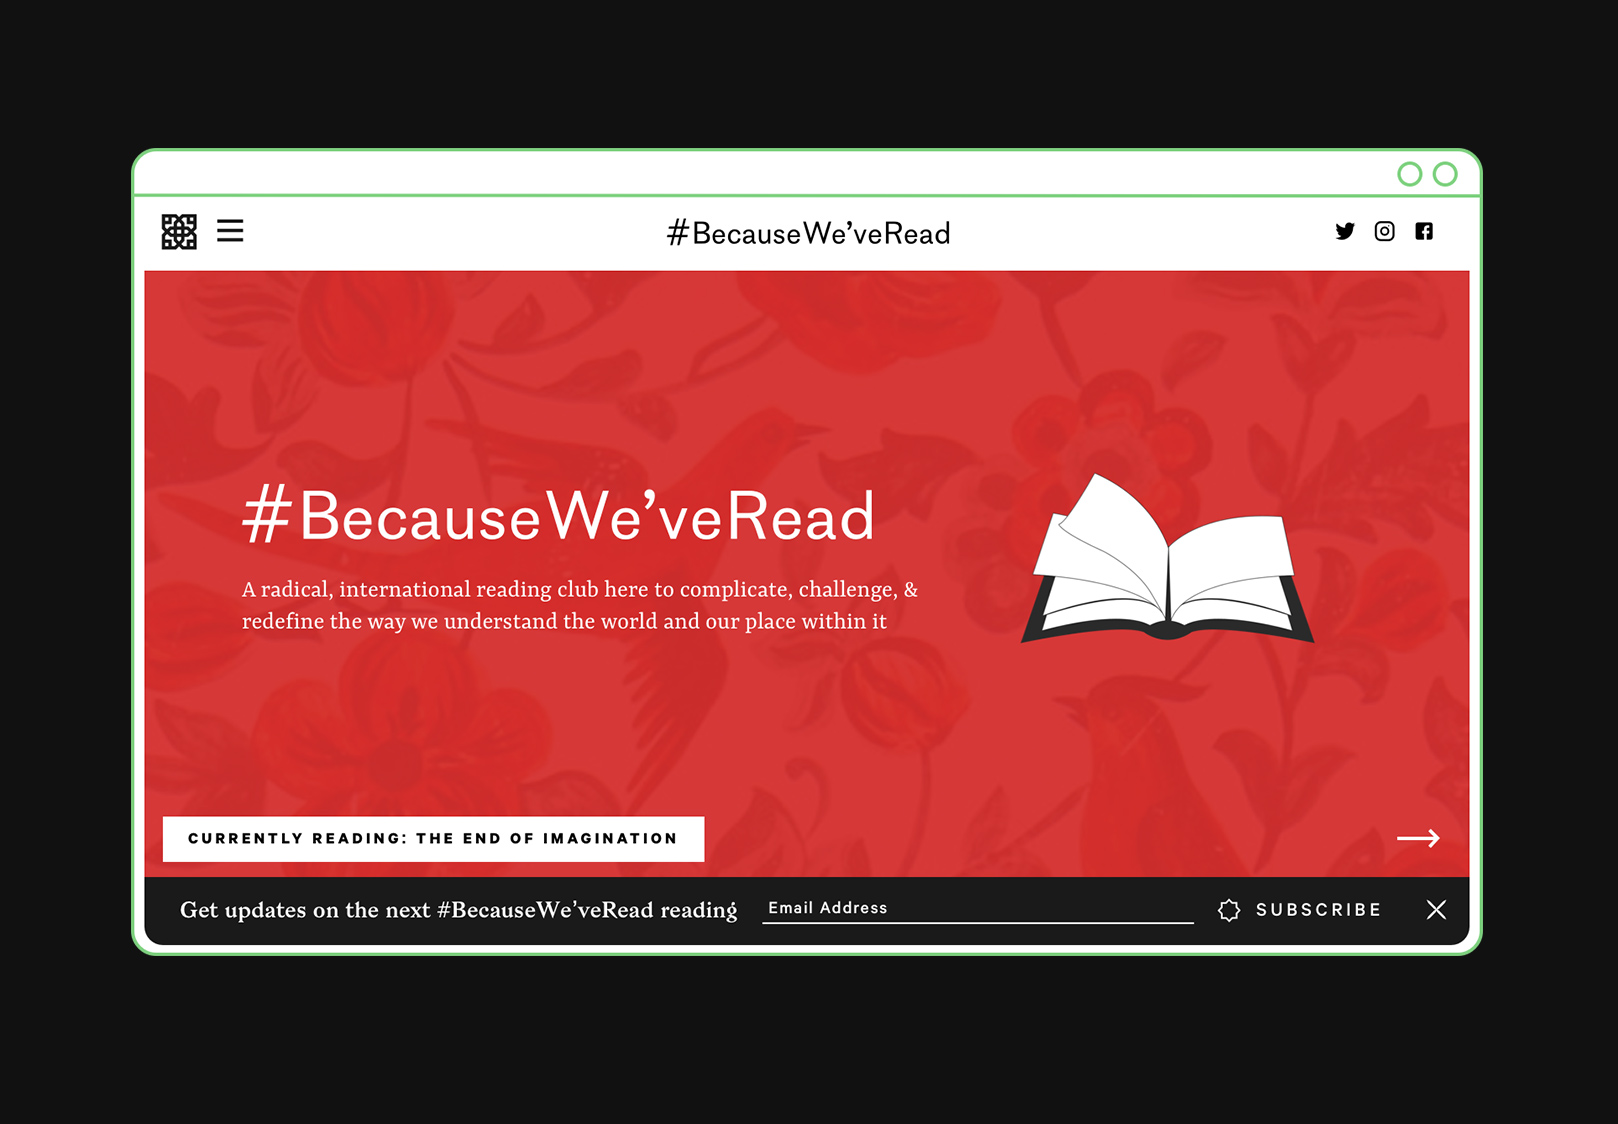 #BecauseWe’veRead
#BecauseWe’veRead
A radical, international reading club here to complicate, challenge, &
redefine the way we understand the world and our place within it
CURRENTLY READING: THE END OF IMAGINATION
Get updates on the next #BecauseWe’veRead reading
Email Address
SUBSCRIBE